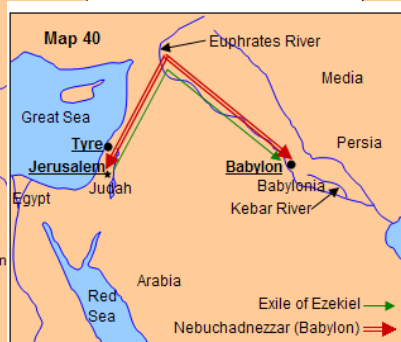 Map 40
Euphrates River
Media
Great Sea
Tyre
Persia
Jerusalem
Babylon
Judah
Babylonia
Egypt
Kebar River
Arabia
Red
Sea
Exile of Ezekiel
Nebuchadnezzar (Babylon)